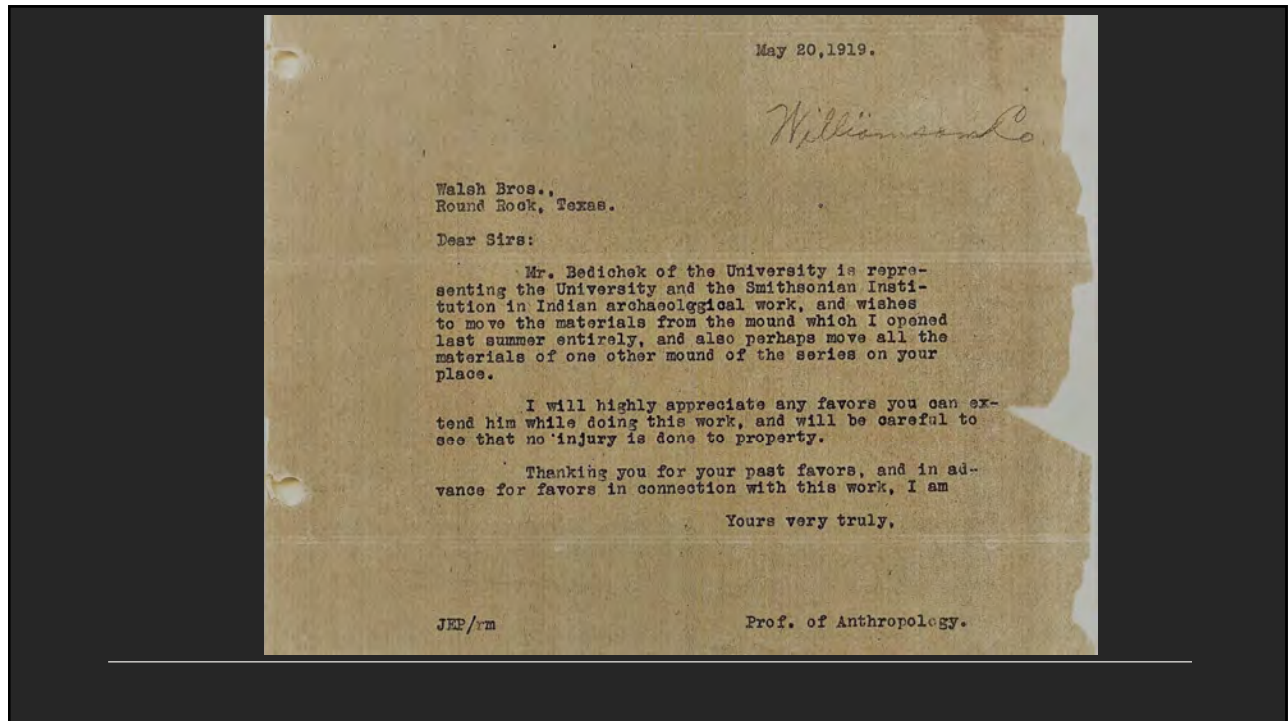 May 20,1919.
Williamson Co.
Walsh Bros.,
Round Rock, Texas.
Dear Sirs:
Mr. Bedichek of the University is repre-
senting the University and the Smithsonian Insti-
tution in Indian archaeolggical work, and wishes
to move the materials from the mound which I opened
last summer entirely, and also perhaps move all the
materials of one other mound of the series on your
place.
I will highly appreciate any favors you can ex-
tend him while doing this work, and will be careful to
see that no injury is done to property.
Thanking you for your past favors, and in ad-
vance for favors in connection with this work, I am
Yours very truly,
JEP/rm
Prof. of Anthropology.